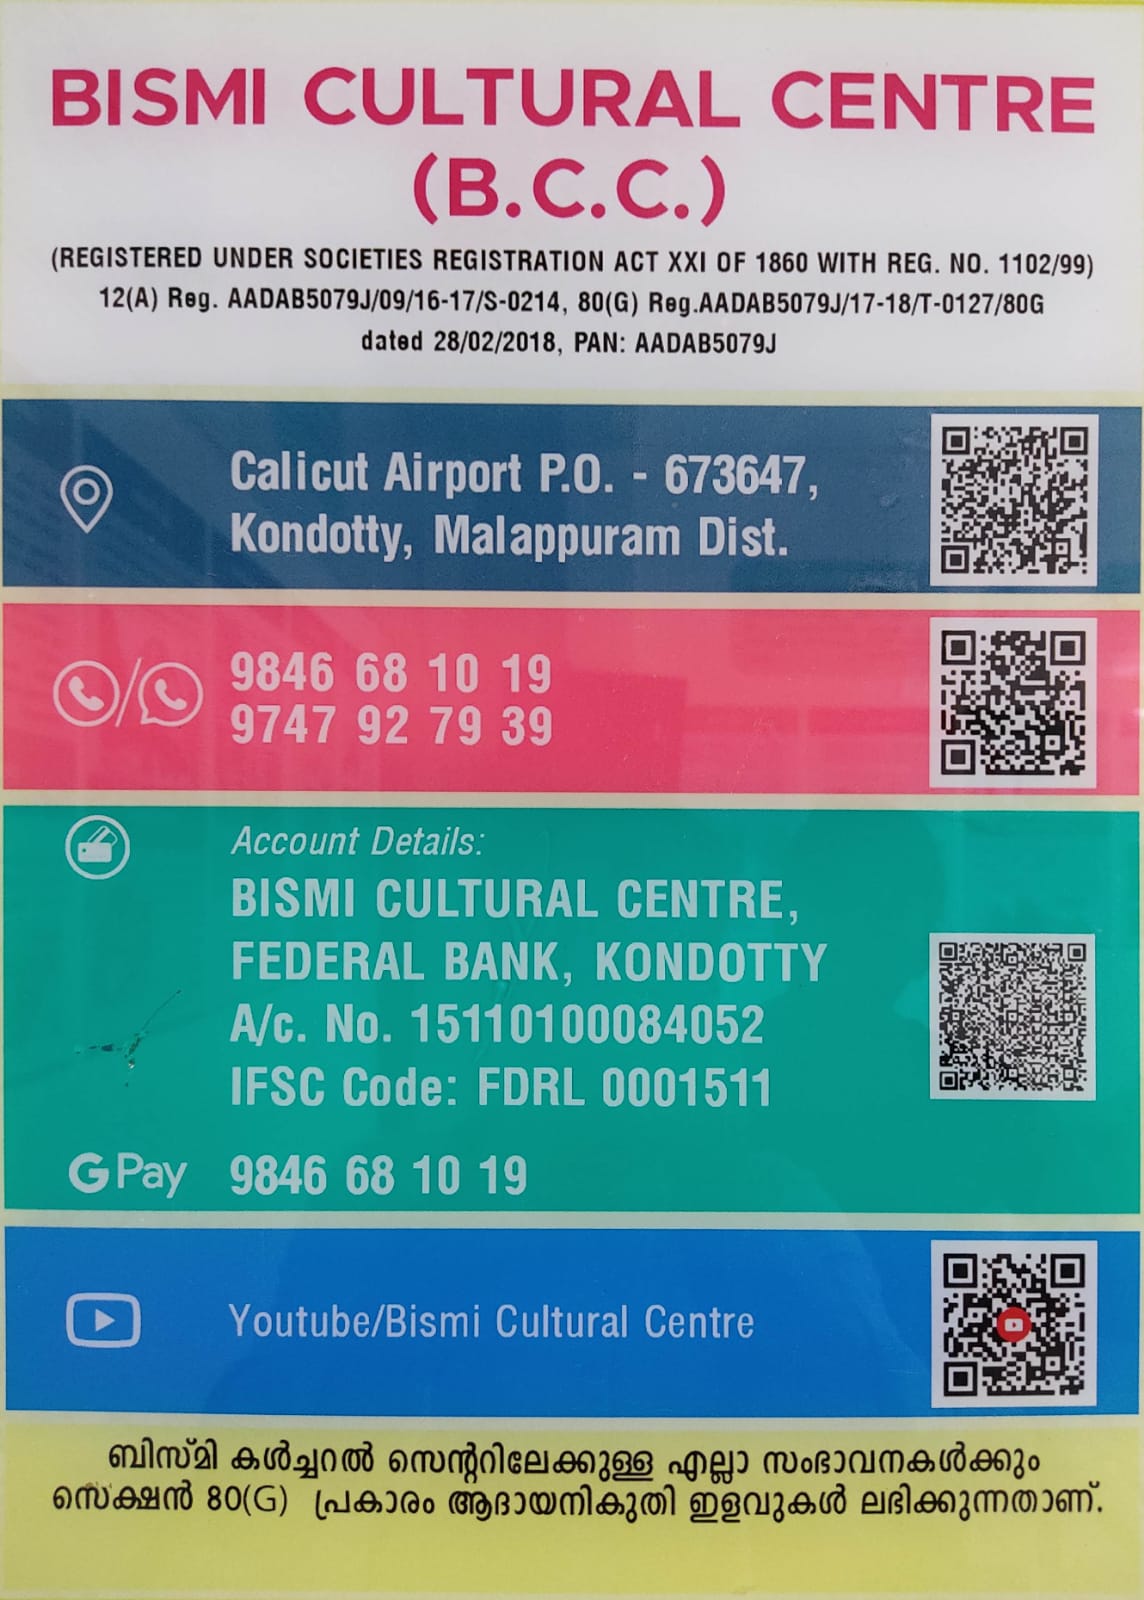 BISMI CULTURAL CENTRE
(B.C.C.)
(REGISTERED UNDER SOCIETIES REGISTRATION ACT XXI OF 1860 WITH REG. NO. 1102/99)
12(A) Reg. AADAB5079J/09/16-17/S-0214, 80(G) Reg.AADAB5079J/17-18/T-0127/80G
dated 28/02/2018, PAN: AADAB5079J
Calicut Airport P.O. - 673647,
Kondotty, Malappuram Dist.
9846 68 10 19
9747 92 79 39
Account Details:
BISMI CULTURAL CENTRE,
FEDERAL BANK, KONDOTTY
A/c. No. 15110100084052
IFSC Code: FDRL 0001511
G Pay 9846 68 10 19
Youtube/Bismi Cultural Centre
ബിസ്മി കൾച്ചറൽ സെന്ററിലേക്കുള്ള എല്ലാ സംഭാവനകൾക്കും
സെക്ഷൻ 80(G) പ്രകാരം ആദായനികുതി ഇളവുകൾ ലഭിക്കുന്നതാണ്.